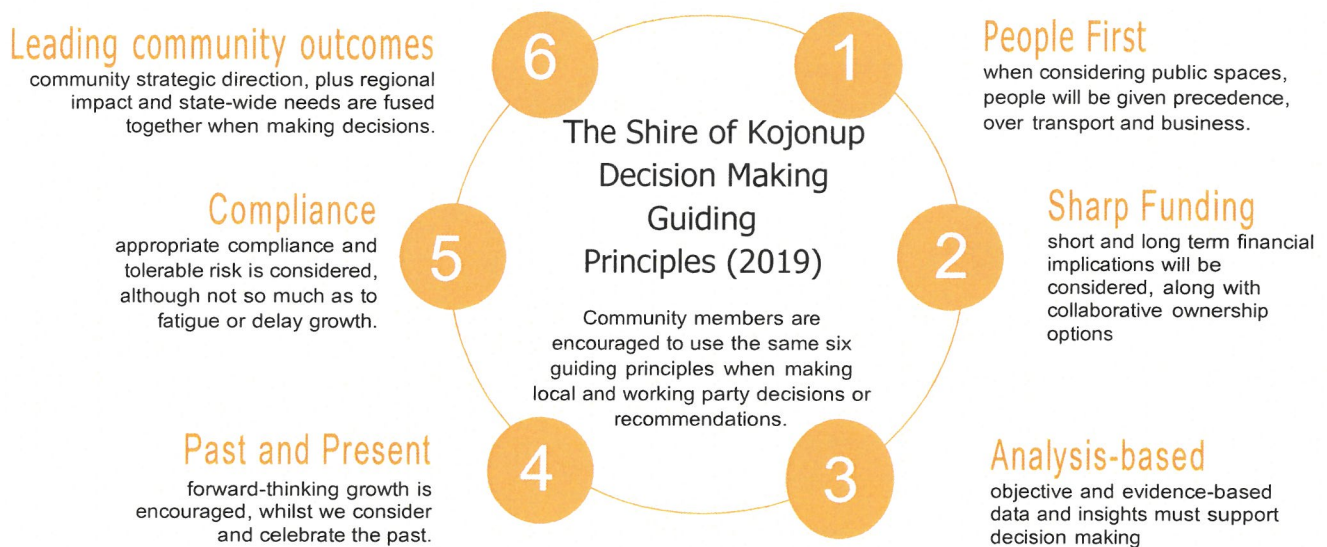 The Shire of Kojonup
Decision Making
Guiding
Principles (2019)
Community members are
encouraged to use the same six
guiding principles when making
local and working party decisions or
recommendations.
1
People First
when considering public spaces,
people will be given precedence,
over transport and business.
2
Sharp Funding
short and long term financial
implications will be
considered, along with
collaborative ownership
options
3
Analysis-based
objective and evidence-based
data and insights must support
decision making
4
Past and Present
forward-thinking growth is
encouraged, whilst we consider
and celebrate the past.
5
Compliance
appropriate compliance and
tolerable risk is considered,
although not so much as to
fatigue or delay growth.
6
Leading community outcomes
community strategic direction, plus regional
impact and state-wide needs are fused
together when making decisions.